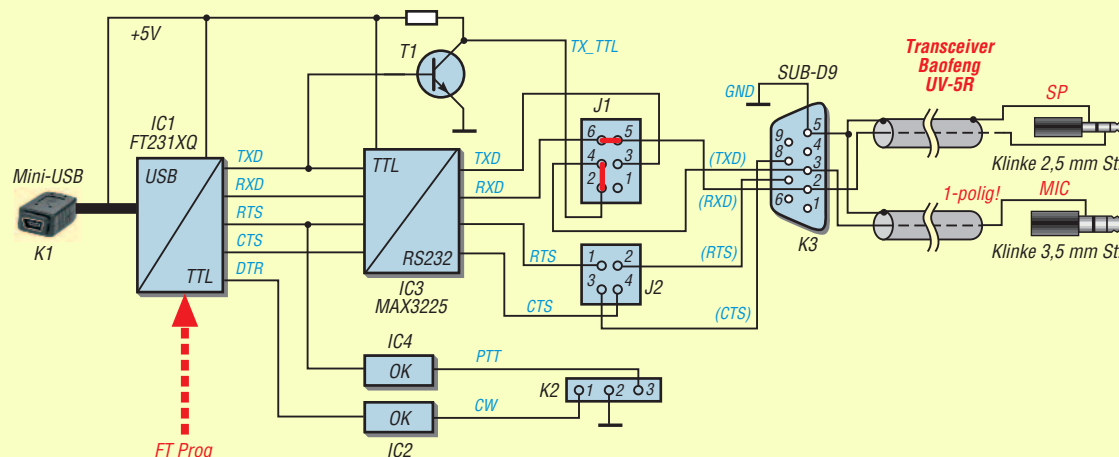 +5V
T1
TX_TTL
J1
6
5
4
3
2
1
SUB-D9
GND
9
8
6
5
4
3
2
1
K3
Transceiver
Baofeng
UV-5R
SP
Klinke 2,5 mm St.
1-polig!
MIC
Klinke 3,5 mm St.
IC1
FT231XQ
Mini-USB
K1
USB
TTL
TXD
RXD
RTS
CTS
DTR
TTL
RS232
IC3
MAX3225
TXD
RXD
RTS
CTS
(TXD)
(RXD)
(RTS)
(CTS)
1
2
3
4
J2
IC4
OK
PTT
OK
IC2
CW
K2
1
2
3
FT Prog